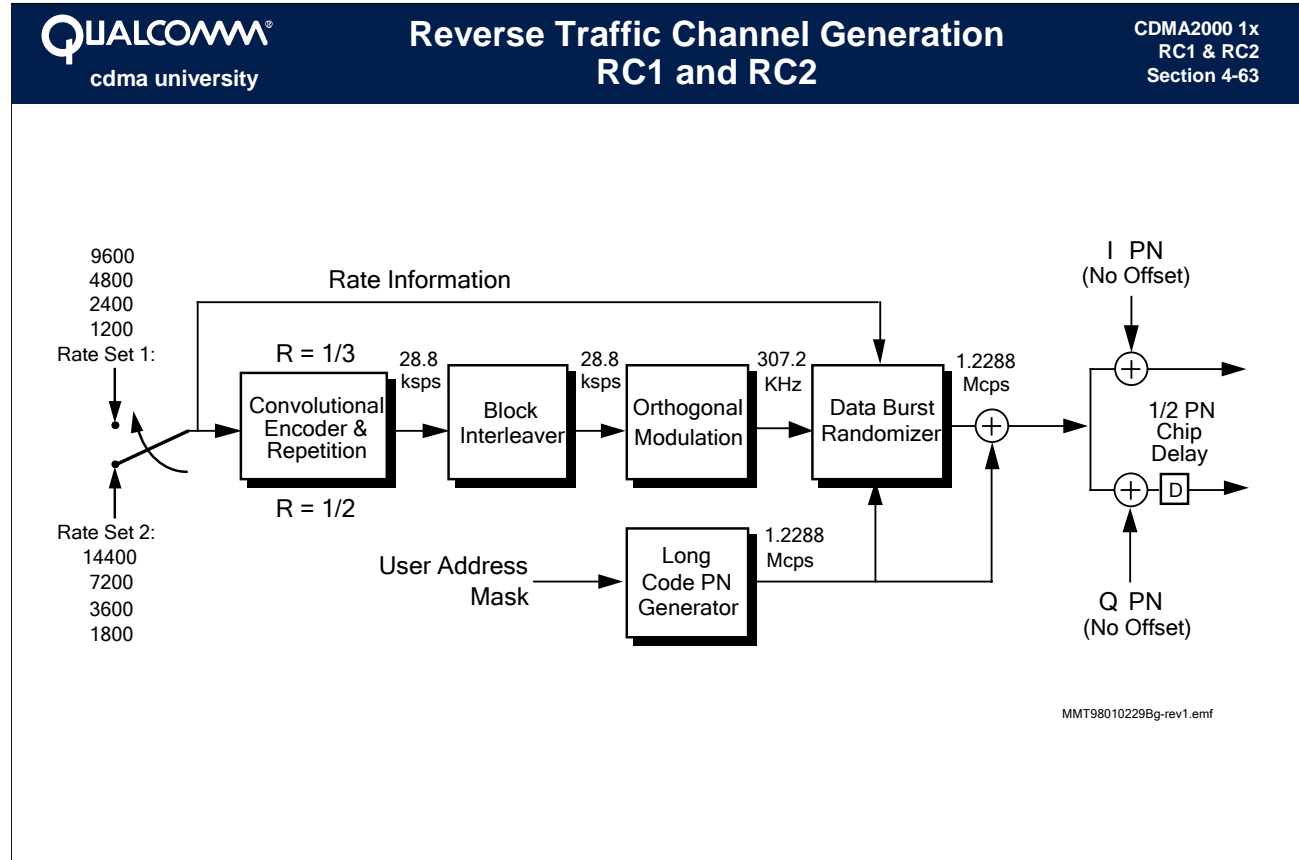 QUALCOMM®
cdma university
Reverse Traffic Channel Generation
RC1 and RC2
CDMA2000 1x
RC1 & RC2
Section 4-63
9600
4800
2400
1200
Rate Set 1:
Rate Information
R = 1/3
Convolutional
Encoder &
Repetition
R = 1/2
28.8
ksps
Block
Interleaver
28.8
ksps
Orthogonal
Modulation
307.2
KHz
Data Burst
Randomizer
1.2288
Mcps
+
I PN
(No Offset)
+
1/2 PN
Chip
Delay
+
D
Q PN
(No Offset)
Rate Set 2:
14400
7200
3600
1800
User Address
Mask
Long
Code PN
Generator
1.2288
Mcps
MMT98010229Bg-rev1.emf